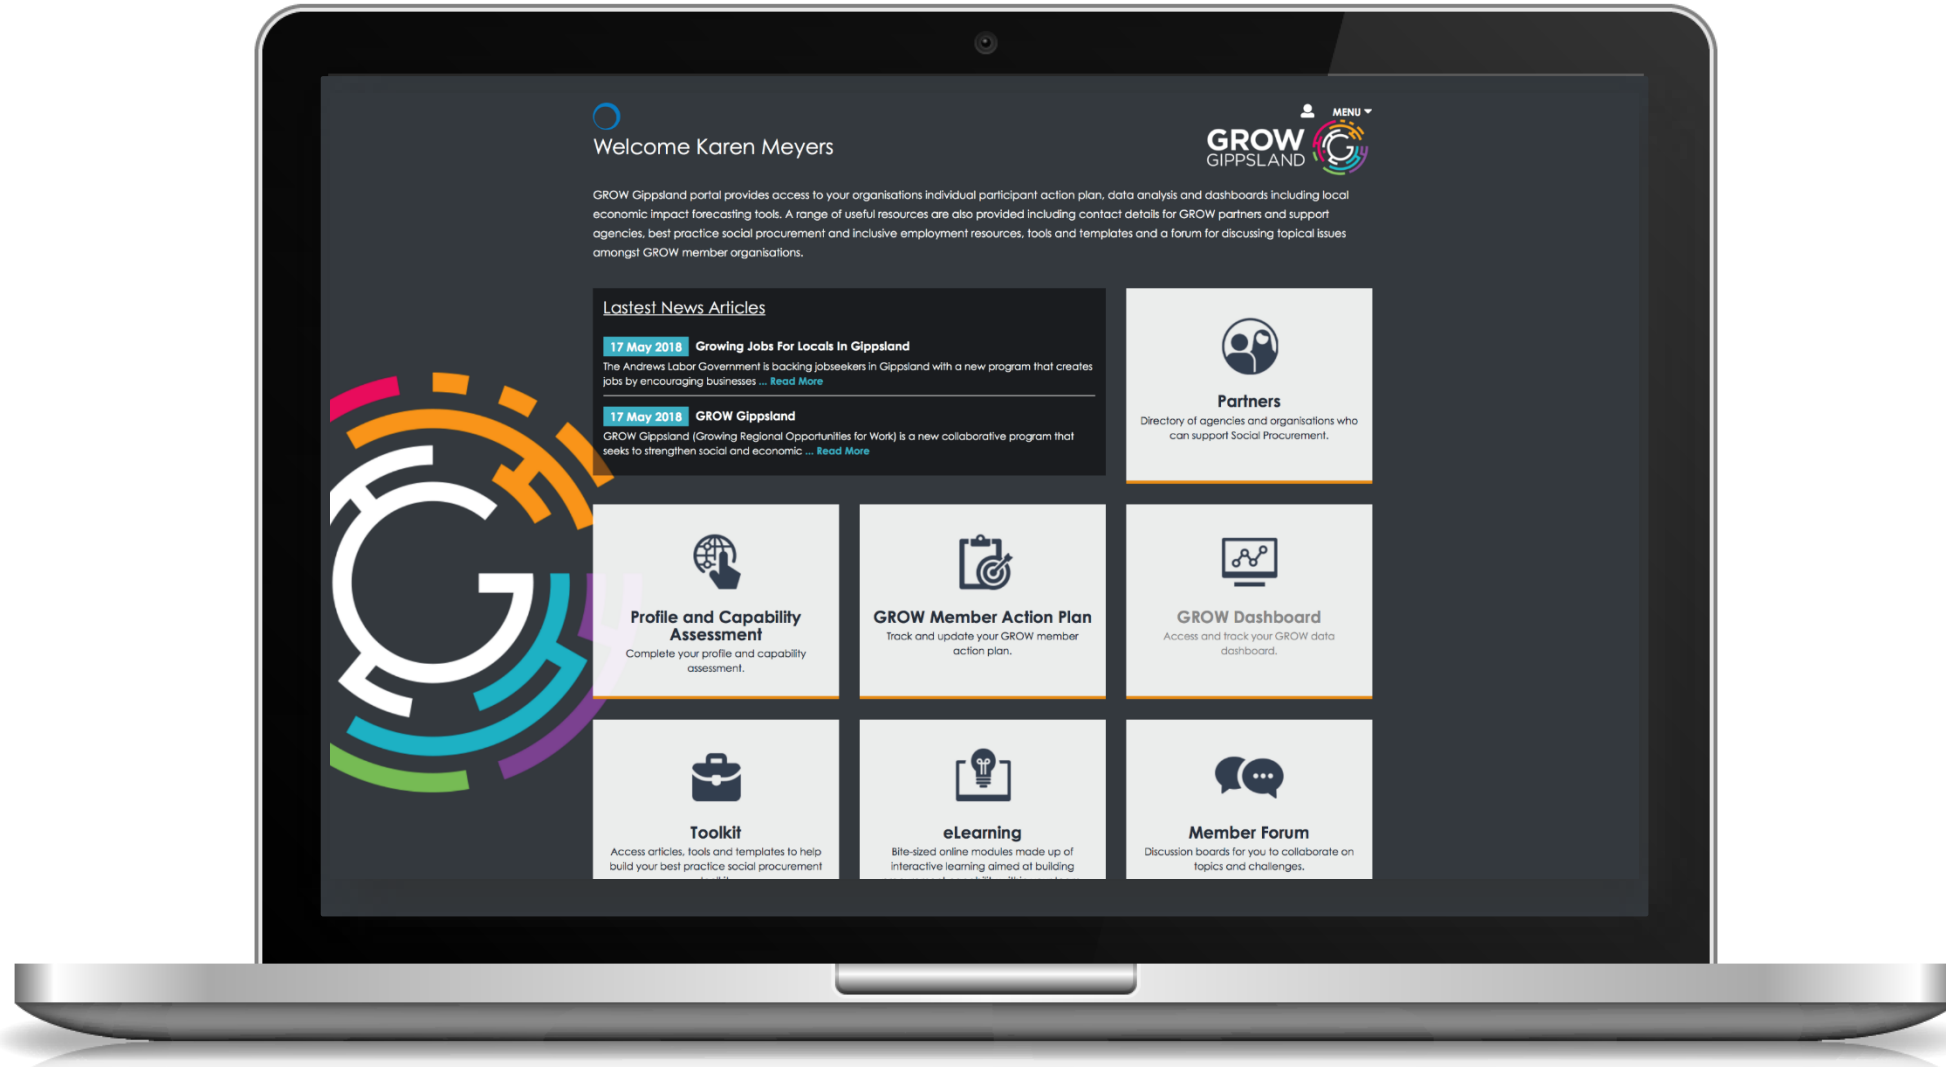 MENU
Welcome Karen Meyers
GROW
GIPPSLAND
GROW Gippsland portal provides access to your organisations individual participant action plan, data analysis and dashboards including local
economic impact forecasting tools. A range of useful resources are also provided including contact details for GROW partners and support
agencies, best practice social procurement and inclusive employment resources, tools and templates and a forum for discussing topical issues
amongst GROW member organisations.
Lastest News Articles
17 May 2018 Growing Jobs For Locals In Gippsland
The Andrews Labor Government is backing jobseekers in Gippsland with a new program that creates
jobs by encouraging businesses ... Read More
17 May 2018 GROW Gippsland
GROW Gippsland (Growing Regional Opportunities for Work) is a new collaborative program that
seeks to strengthen social and economic ... Read More
Partners
Directory of agencies and organisations who
can support Social Procurement.
Profile and Capability
Assessment
Complete your profile and capability
assessment.
GROW Member Action Plan
Track and update your GROW member
action plan.
GROW Dashboard
Access and track your GROW data
dashboard.
Toolkit
Access articles, tools and templates to help
build your best practice social procurement
eLearning
Bite-sized online modules made up of
interactive learning aimed at building
Member Forum
Discussion boards for you to collaborate on
topics and challenges.